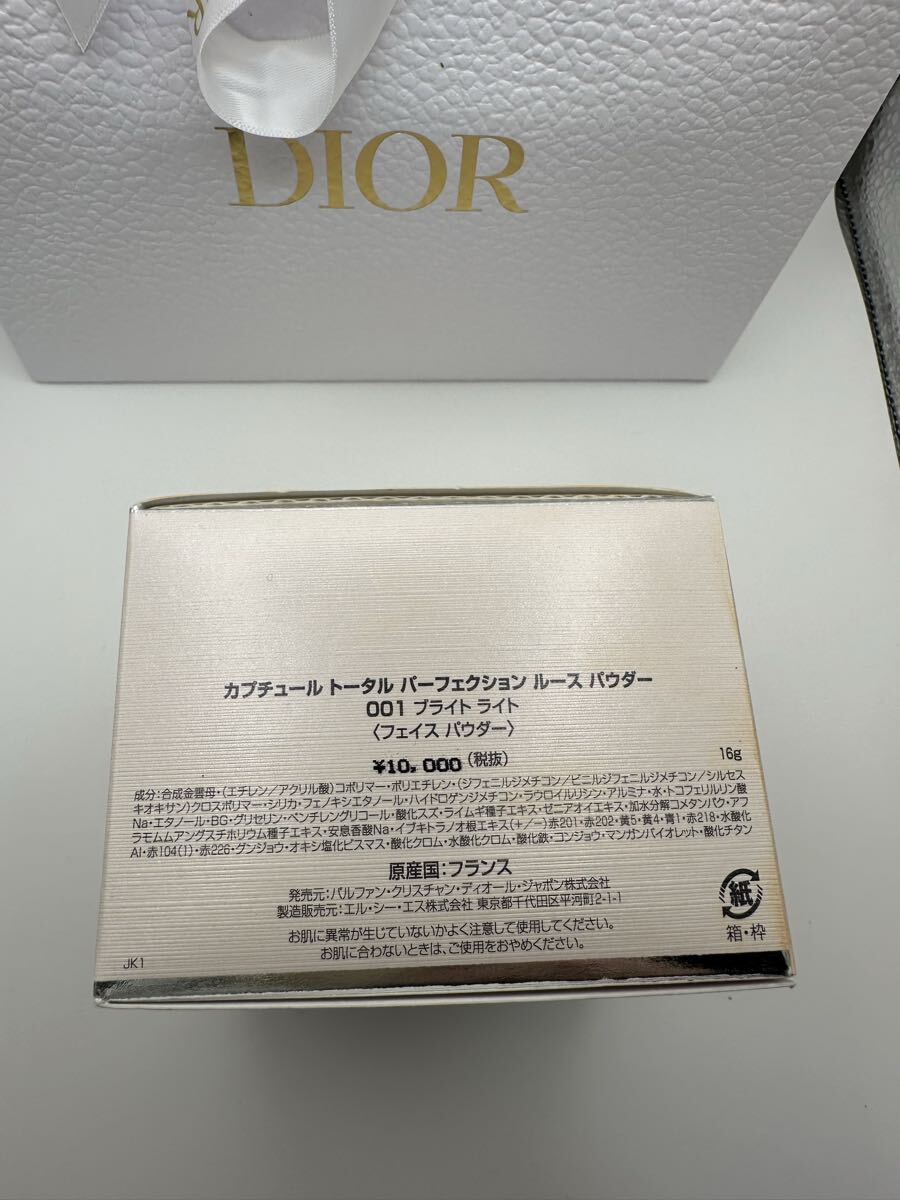 DIOR
カプチュール トータル パーフェクション ルース パウダー
001 ブライト ライト
〈フェイス パウダー〉
¥10,000(税抜)
16g
成分:合成金雲母・(エチレン/アクリル酸)コポリマー・ポリエチレン・(ジフェニルジメチコン/ビニルジフェニルジメチコン/シルセス
キオキサン)クロスポリマー・シリカ・フェノキシエタノール・ハイドロゲンジメチコン・ラウロイルリシン・アルミナ・水・トコフェリルリン酸
Na・エタノール・BG・グリセリン・ペンチレングリコール・酸化スズ・ライムギ種子エキス・ゼニアオイエキス・加水分解コメタンパク・アフ
ラモムムアングスチホリウム種子エキス・安息香酸Na・イブキトラノオ根エキス(+/−)赤201・赤202・黄5・黄4・青1・赤218・水酸化
Al・赤104(1)・赤226・グンジョウ・オキシ塩化ビスマス・酸化クロム・水酸化クロム・酸化鉄・コンジョウ・マンガンバイオレット・酸化チタン
原産国:フランス
発売元:パルファン・クリスチャン・ディオール・ジャポン株式会社
製造販売元:エル・シー・エス株式会社 東京都千代田区平河町2-1-1
お肌に異常が生じていないかよく注意して使用してください。
お肌に合わないときは、ご使用をおやめください。
紙
箱・枠
JK1